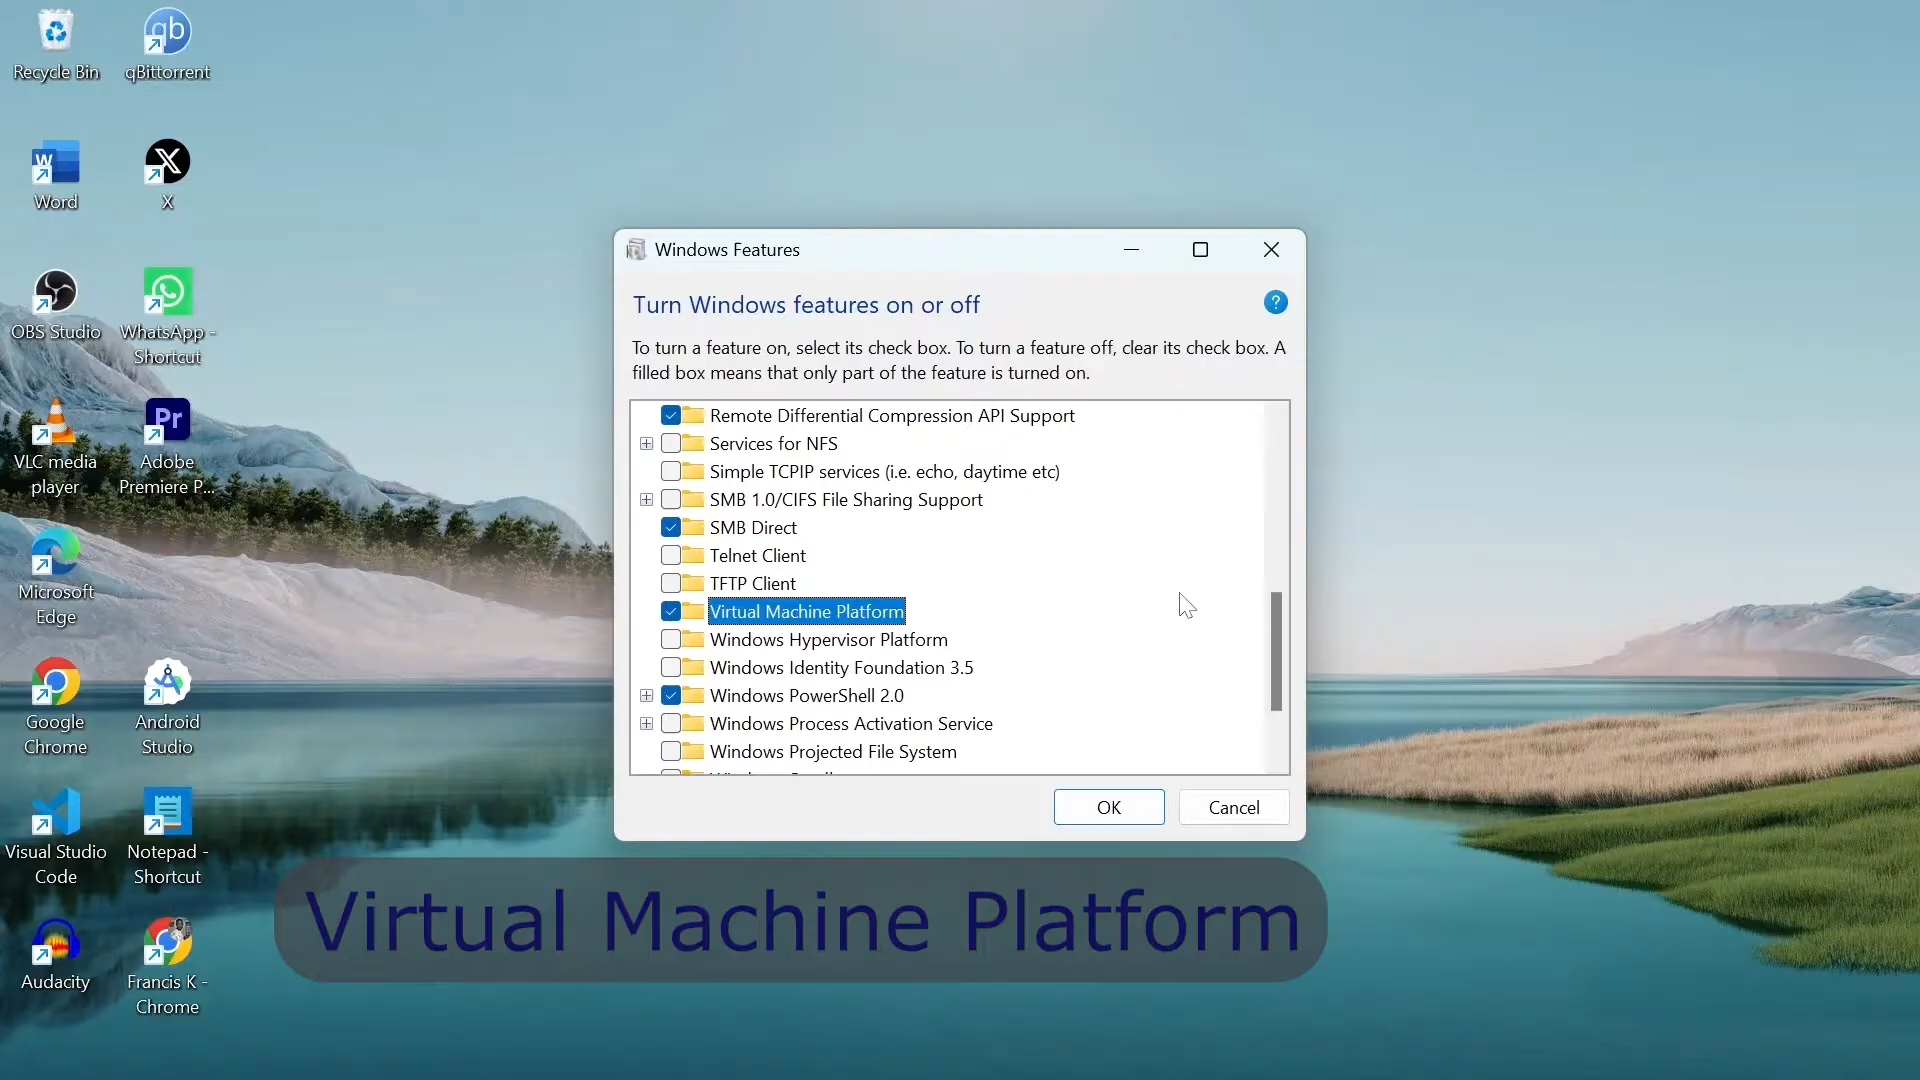 Recycle Bin
qBittorrent
Word
X
OBS Studio
WhatsApp -
Shortcut
VLC media
player
Adobe
Premiere P...
Microsoft
Edge
Google
Chrome
Android
Studio
Visual Studio
Code
Notepad -
Shortcut
Audacity
Francis K -
Chrome
Windows Features
Turn Windows features on or off
To turn a feature on, select its check box. To turn a feature off, clear its check box. A
filled box means that only part of the feature is turned on.
Remote Differential Compression API Support
Services for NFS
Simple TCPIP services (i.e. echo, daytime etc)
SMB 1.0/CIFS File Sharing Support
SMB Direct
Telnet Client
TFTP Client
Virtual Machine Platform
Windows Hypervisor Platform
Windows Identity Foundation 3.5
Windows PowerShell 2.0
Windows Process Activation Service
Windows Projected File System
OK
Cancel
Virtual Machine Platform